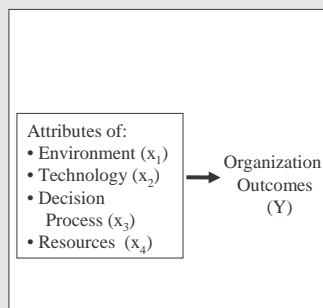 Attributes of:
• Environment (x₁)
• Technology (x₂)
• Decision
Process (x₃)
• Resources (x₄)
Organization
Outcomes
(Y)